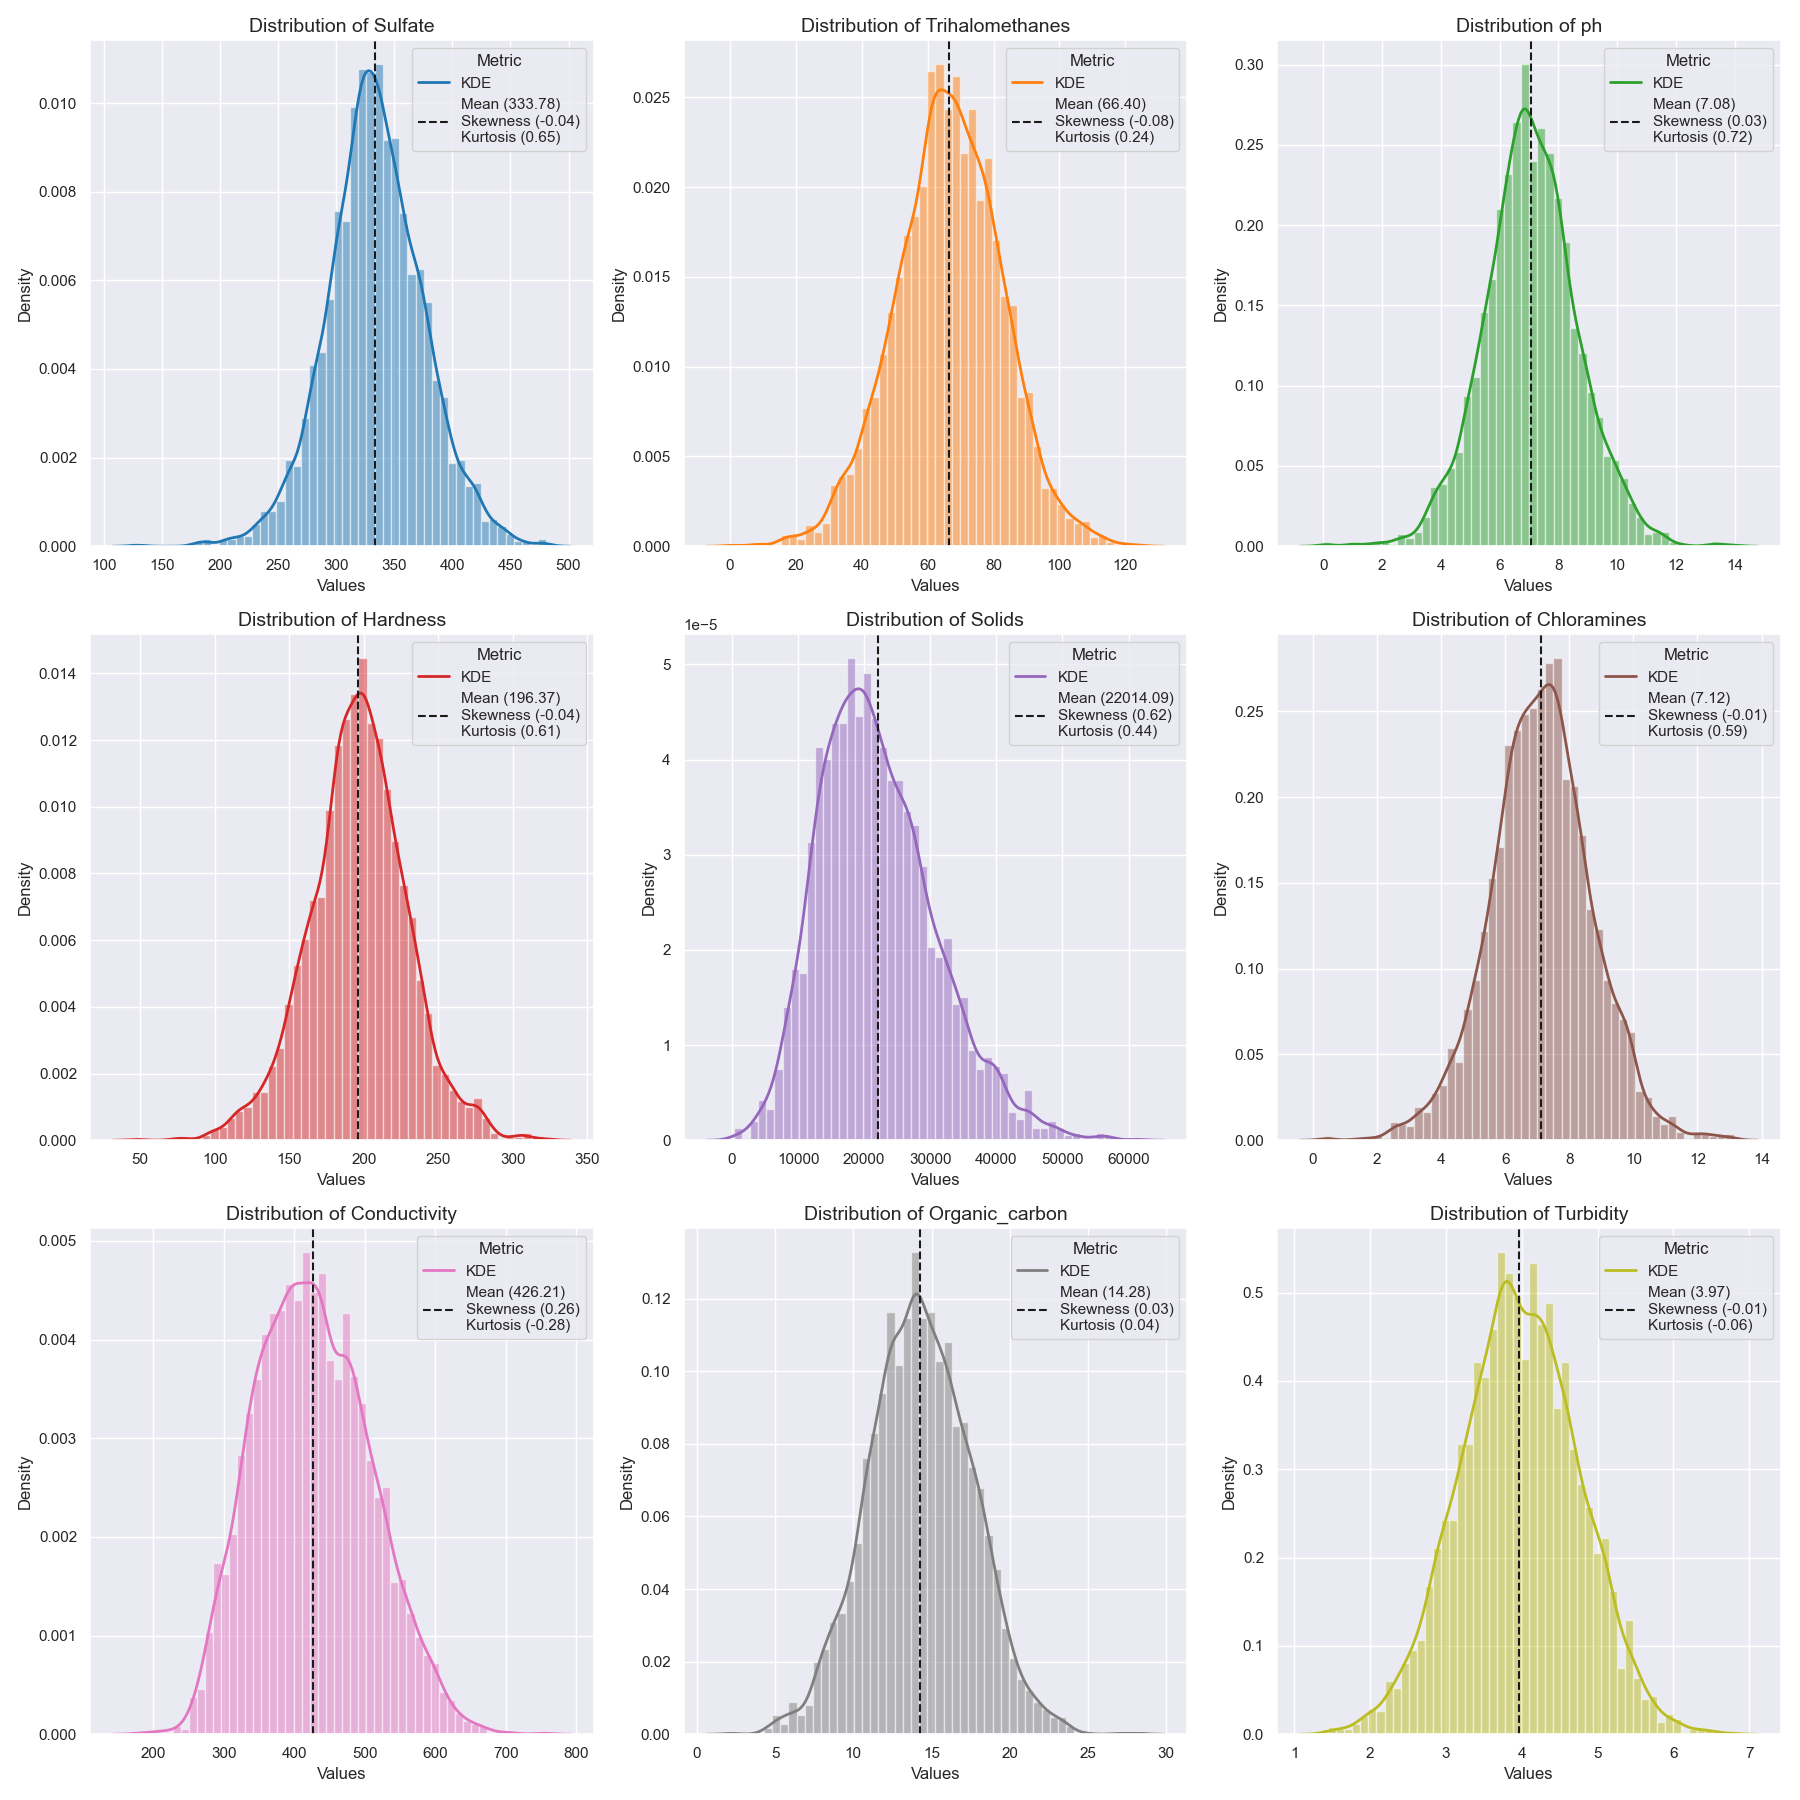 Distribution of Sulfate
Metric
KDE
Mean (333.78)
Skewness (-0.04)
Kurtosis (0.65)
0.010
0.008
0.006
0.004
0.002
0.000
Density
100 150 200 250 300 350 400 450 500
Values
Distribution of Trihalomethanes
Metric
KDE
Mean (66.40)
Skewness (-0.08)
Kurtosis (0.24)
0.025
0.020
0.015
0.010
0.005
0.000
Density
0 20 40 60 80 100 120
Values
Distribution of ph
Metric
KDE
Mean (7.08)
Skewness (0.03)
Kurtosis (0.72)
0.30
0.25
0.20
0.15
0.10
0.05
0.00
Density
0 2 4 6 8 10 12 14
Values
Distribution of Hardness
Metric
KDE
Mean (196.37)
Skewness (-0.04)
Kurtosis (0.61)
0.014
0.012
0.010
0.008
0.006
0.004
0.002
0.000
Density
50 100 150 200 250 300 350
Values
Distribution of Solids
1e−5
Metric
KDE
Mean (22014.09)
Skewness (0.62)
Kurtosis (0.44)
5
4
3
2
1
0
Density
0 10000 20000 30000 40000 50000 60000
Values
Distribution of Chloramines
Metric
KDE
Mean (7.12)
Skewness (-0.01)
Kurtosis (0.59)
0.25
0.20
0.15
0.10
0.05
0.00
Density
0 2 4 6 8 10 12 14
Values
Distribution of Conductivity
Metric
KDE
Mean (426.21)
Skewness (0.26)
Kurtosis (-0.28)
0.005
0.004
0.003
0.002
0.001
0.000
Density
200 300 400 500 600 700 800
Values
Distribution of Organic_carbon
Metric
KDE
Mean (14.28)
Skewness (0.03)
Kurtosis (0.04)
0.12
0.10
0.08
0.06
0.04
0.02
0.00
Density
0 5 10 15 20 25 30
Values
Distribution of Turbidity
Metric
KDE
Mean (3.97)
Skewness (-0.01)
Kurtosis (-0.06)
0.5
0.4
0.3
0.2
0.1
0.0
Density
1 2 3 4 5 6 7
Values